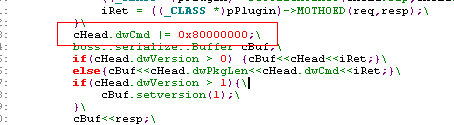 iRet = ((_CLASS *)pPlugin)->MOTHOED(req,resp);\
}\
cHead.dwCmd |= 0x80000000;\
boss::serialize::Buffer cBuf;\
if(cHead.dwVersion > 0) {cBuf<<cHead<<iRet;}\
else{cBuf<<cHead.dwPkgLen<<cHead.dwCmd<<iRet;}\
if(cHead.dwVersion > 1){\
cBuf.setversion(1);\
}\
cBuf<<resp;\